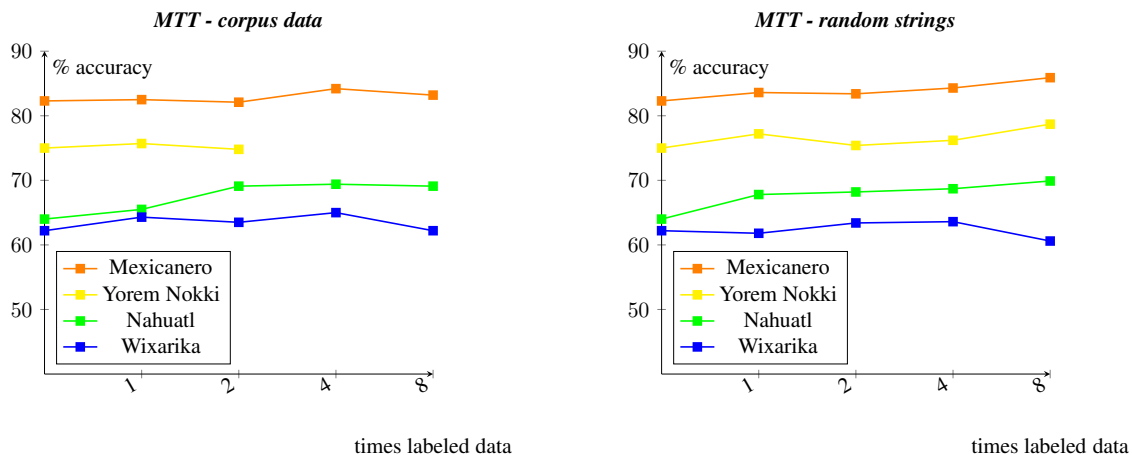 MTT - corpus data
90
% accuracy
80
70
60
50
Mexicanero
Yorem Nokki
Nahuatl
Wixarika
1
2
4
8
times labeled data
MTT - random strings
90
% accuracy
80
70
60
50
Mexicanero
Yorem Nokki
Nahuatl
Wixarika
1
2
4
8
times labeled data